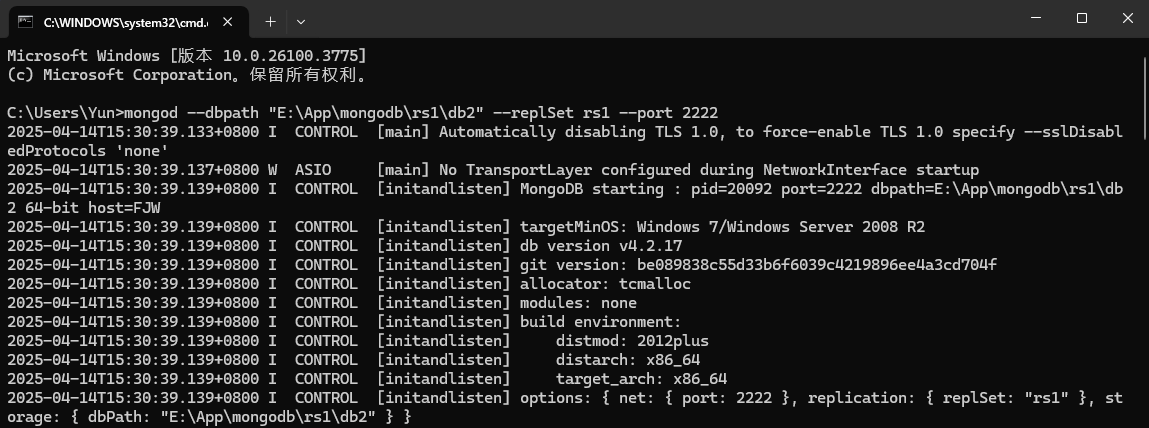 C:\WINDOWS\system32\cmd.
Microsoft Windows [版本 10.0.26100.3775]
(c) Microsoft Corporation。保留所有权利。
C:\Users\Yun>mongod --dbpath "E:\App\mongodb\rs1\db2" --replSet rs1 --port 2222
2025-04-14T15:30:39.133+0800 I  CONTROL  [main] Automatically disabling TLS 1.0, to force-enable TLS 1.0 specify --sslDisabl
edProtocols 'none'
2025-04-14T15:30:39.137+0800 W  ASIO     [main] No TransportLayer configured during NetworkInterface startup
2025-04-14T15:30:39.139+0800 I  CONTROL  [initandlisten] MongoDB starting : pid=20092 port=2222 dbpath=E:\App\mongodb\rs1\db
2 64-bit host=FJW
2025-04-14T15:30:39.139+0800 I  CONTROL  [initandlisten] targetMinOS: Windows 7/Windows Server 2008 R2
2025-04-14T15:30:39.139+0800 I  CONTROL  [initandlisten] db version v4.2.17
2025-04-14T15:30:39.139+0800 I  CONTROL  [initandlisten] git version: be089838c55d33b6f6039c4219896ee4a3cd704f
2025-04-14T15:30:39.139+0800 I  CONTROL  [initandlisten] allocator: tcmalloc
2025-04-14T15:30:39.139+0800 I  CONTROL  [initandlisten] modules: none
2025-04-14T15:30:39.139+0800 I  CONTROL  [initandlisten] build environment:
2025-04-14T15:30:39.139+0800 I  CONTROL  [initandlisten]     distmod: 2012plus
2025-04-14T15:30:39.139+0800 I  CONTROL  [initandlisten]     distarch: x86_64
2025-04-14T15:30:39.139+0800 I  CONTROL  [initandlisten]     target_arch: x86_64
2025-04-14T15:30:39.139+0800 I  CONTROL  [initandlisten] options: { net: { port: 2222 }, replication: { replSet: "rs1" }, st
orage: { dbPath: "E:\App\mongodb\rs1\db2" } }